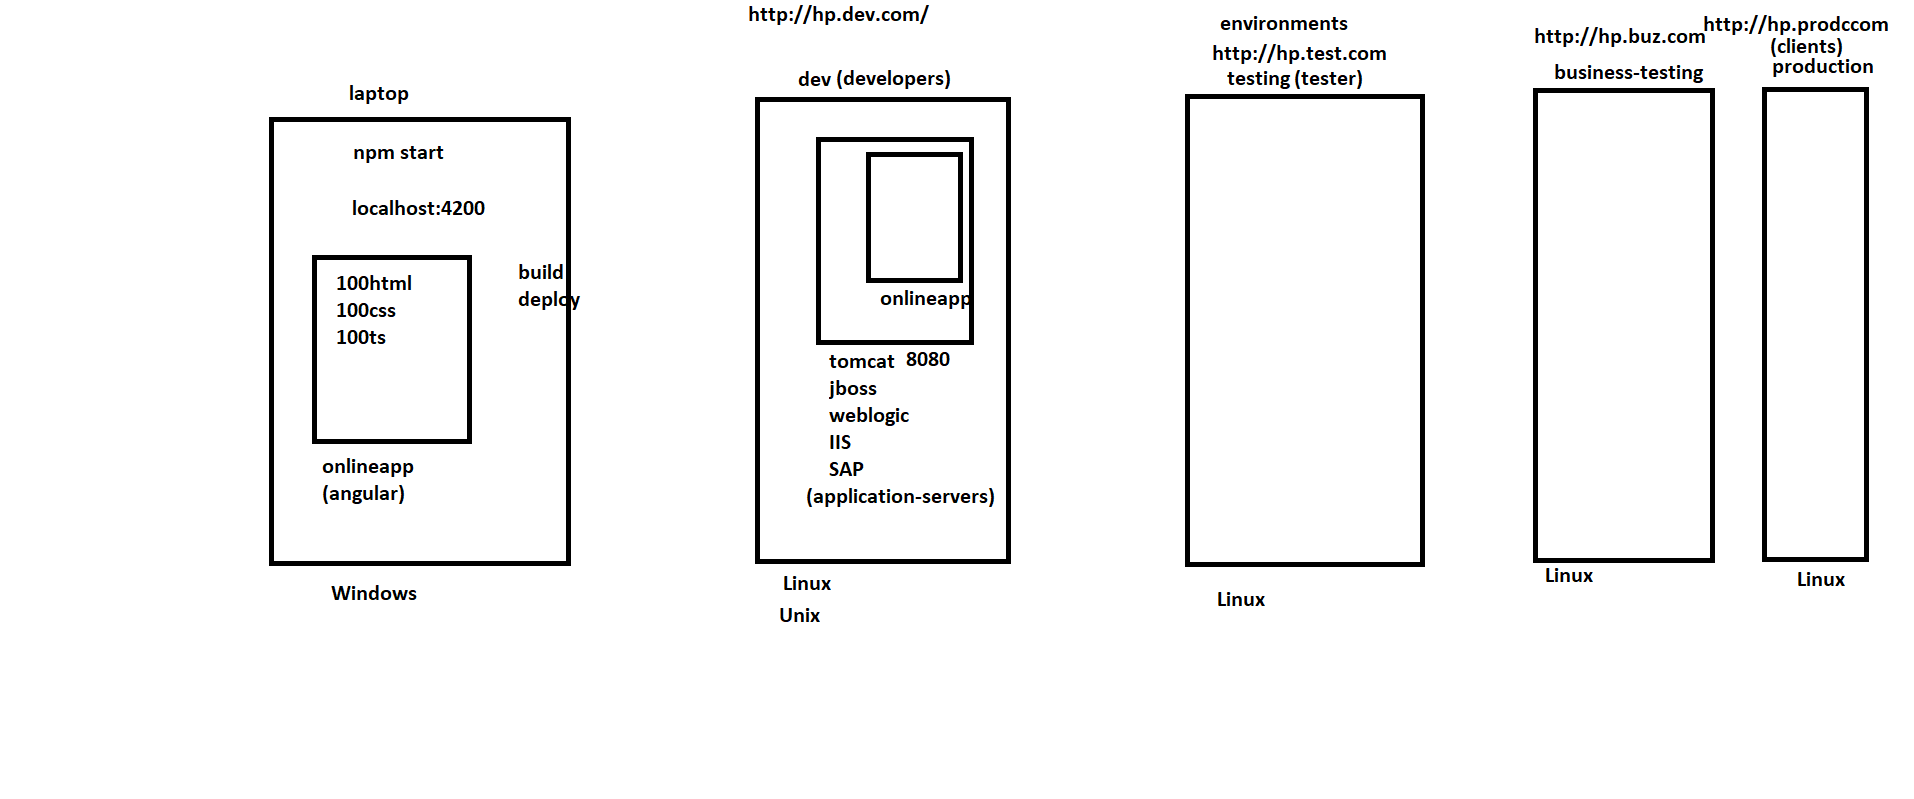 http://hp.dev.com/
environments
http://hp.test.com
testing (tester)
http://hp.buz.com
business-testing
http://hp.prodccom
(clients)
production
laptop
npm start
localhost:4200
100html
100css
100ts
build
deploy
onlineapp
(angular)
Windows
dev (developers)
onlineapp
tomcat 8080
jboss
weblogic
IIS
SAP
(application-servers)
Linux
Unix
Linux
Linux
Linux